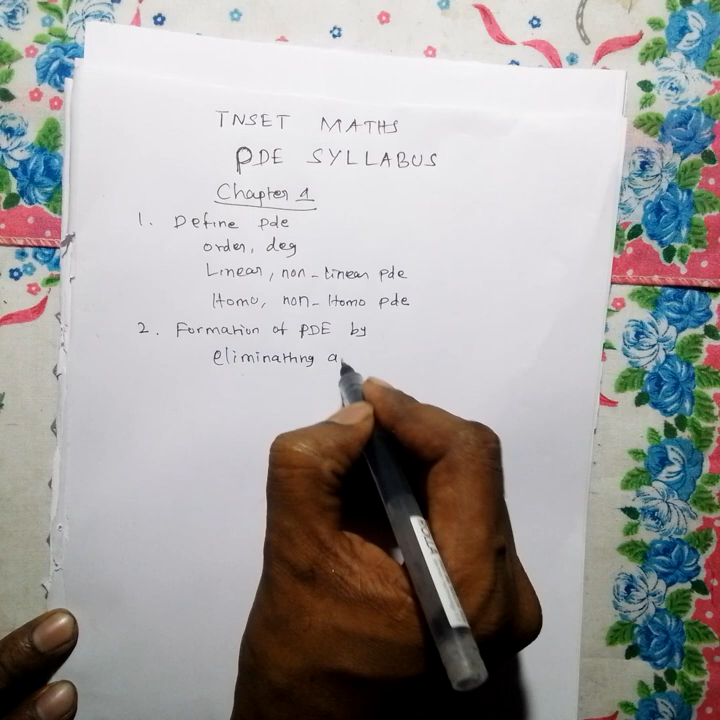 TNSET MATHS
PDE SYLLABUS
Chapter 1
1. Define pde
order, deg
Linear, non-linear pde
Homo, non-Homo pde
2. Formation of PDE by
eliminating a